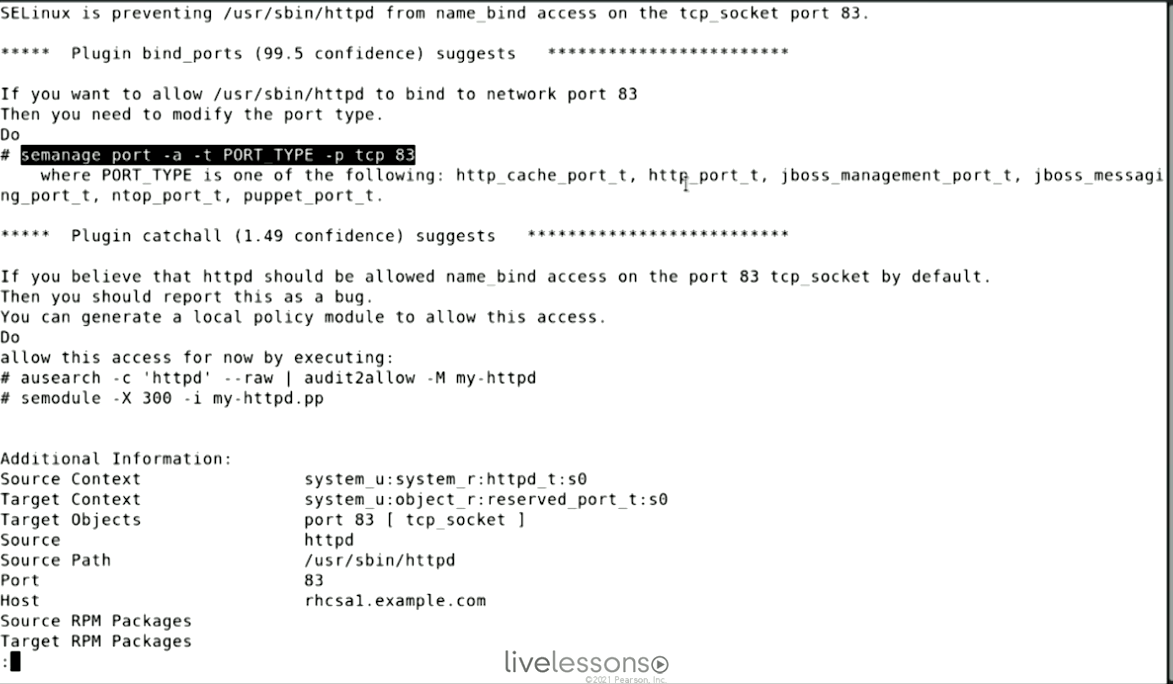 SELinux is preventing /usr/sbin/httpd from name_bind access on the tcp_socket port 83.
***** Plugin bind_ports (99.5 confidence) suggests ************************
If you want to allow /usr/sbin/httpd to bind to network port 83
Then you need to modify the port type.
Do
# semanage port -a -t PORT_TYPE -p tcp 83
where PORT_TYPE is one of the following: http_cache_port_t, http_port_t, jboss_management_port_t, jboss_messagi
ng_port_t, ntop_port_t, puppet_port_t.
***** Plugin catchall (1.49 confidence) suggests **************************
If you believe that httpd should be allowed name_bind access on the port 83 tcp_socket by default.
Then you should report this as a bug.
You can generate a local policy module to allow this access.
Do
allow this access for now by executing:
# ausearch -c 'httpd' --raw | audit2allow -M my-httpd
# semodule -X 300 -i my-httpd.pp
Additional Information:
Source Context system_u:system_r:httpd_t:s0
Target Context system_u:object_r:reserved_port_t:s0
Target Objects port 83 [ tcp_socket ]
Source httpd
Source Path /usr/sbin/httpd
Port 83
Host rhcsa1.example.com
Source RPM Packages
Target RPM Packages
:
livelessons
©2021 Pearson, Inc.